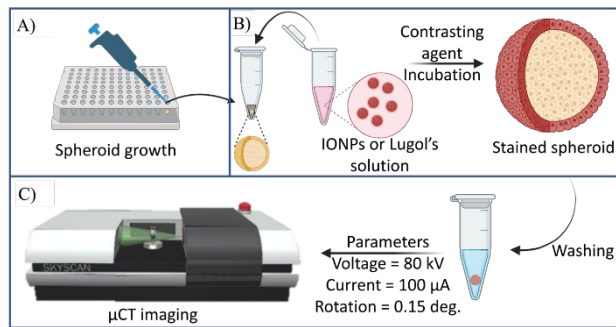 A)
Spheroid growth
B)
IONPs or Lugol's
solution
Contrasting
agent
Incubation
Stained spheroid
C)
SKYSCAN
µCT imaging
Parameters
Voltage = 80 kV
Current = 100 µA
Rotation = 0.15 deg.
Washing